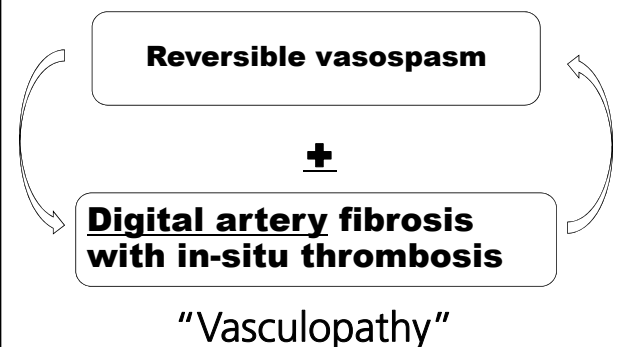 Reversible vasospasm
+
Digital artery fibrosis
with in-situ thrombosis
“Vasculopathy”